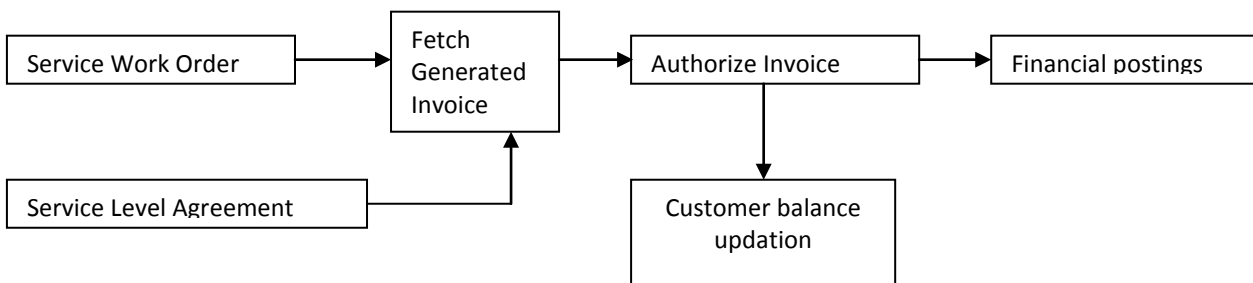 Service Work Order
Fetch
Generated
Invoice
Authorize Invoice
Financial postings
Service Level Agreement
Customer balance
updation